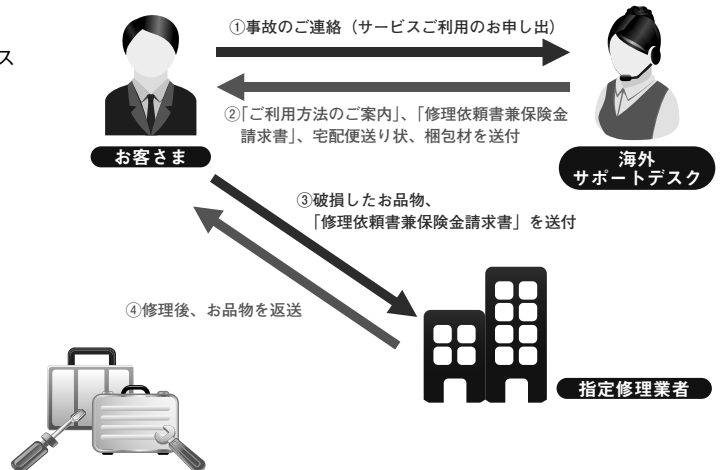 ①事故のご連絡（サービスご利用のお申し出）
ス
②「ご利用方法のご案内」、「修理依頼書兼保険金
請求書」、宅配便送り状、梱包材を送付
お客さま
海外
サポートデスク
③破損したお品物、
「修理依頼書兼保険金請求書」を送付
④修理後、お品物を返送
指定修理業者